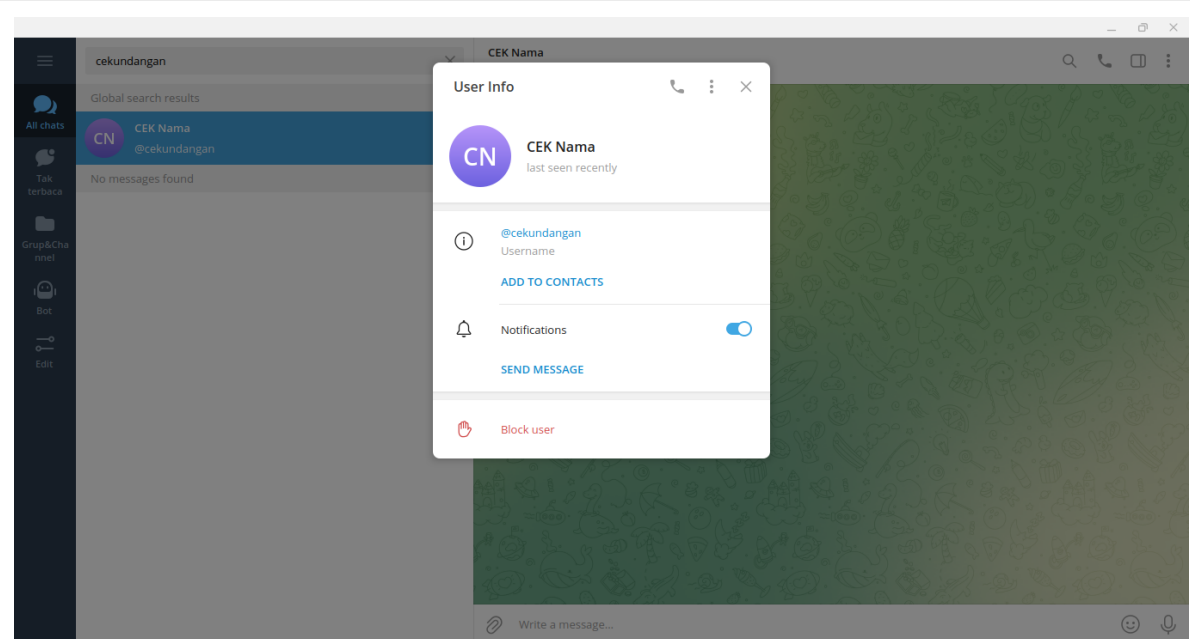 cekundangan
CEK Nama
Global search results
All chats
CN
CEK Nama
@cekundangan
Tak
terbaca
No messages found
Grup&Cha
nnel
Bot
Edit
User Info
CN
CEK Nama
last seen recently
@cekundangan
Username
ADD TO CONTACTS
Notifications
SEND MESSAGE
Block user
Write a message...